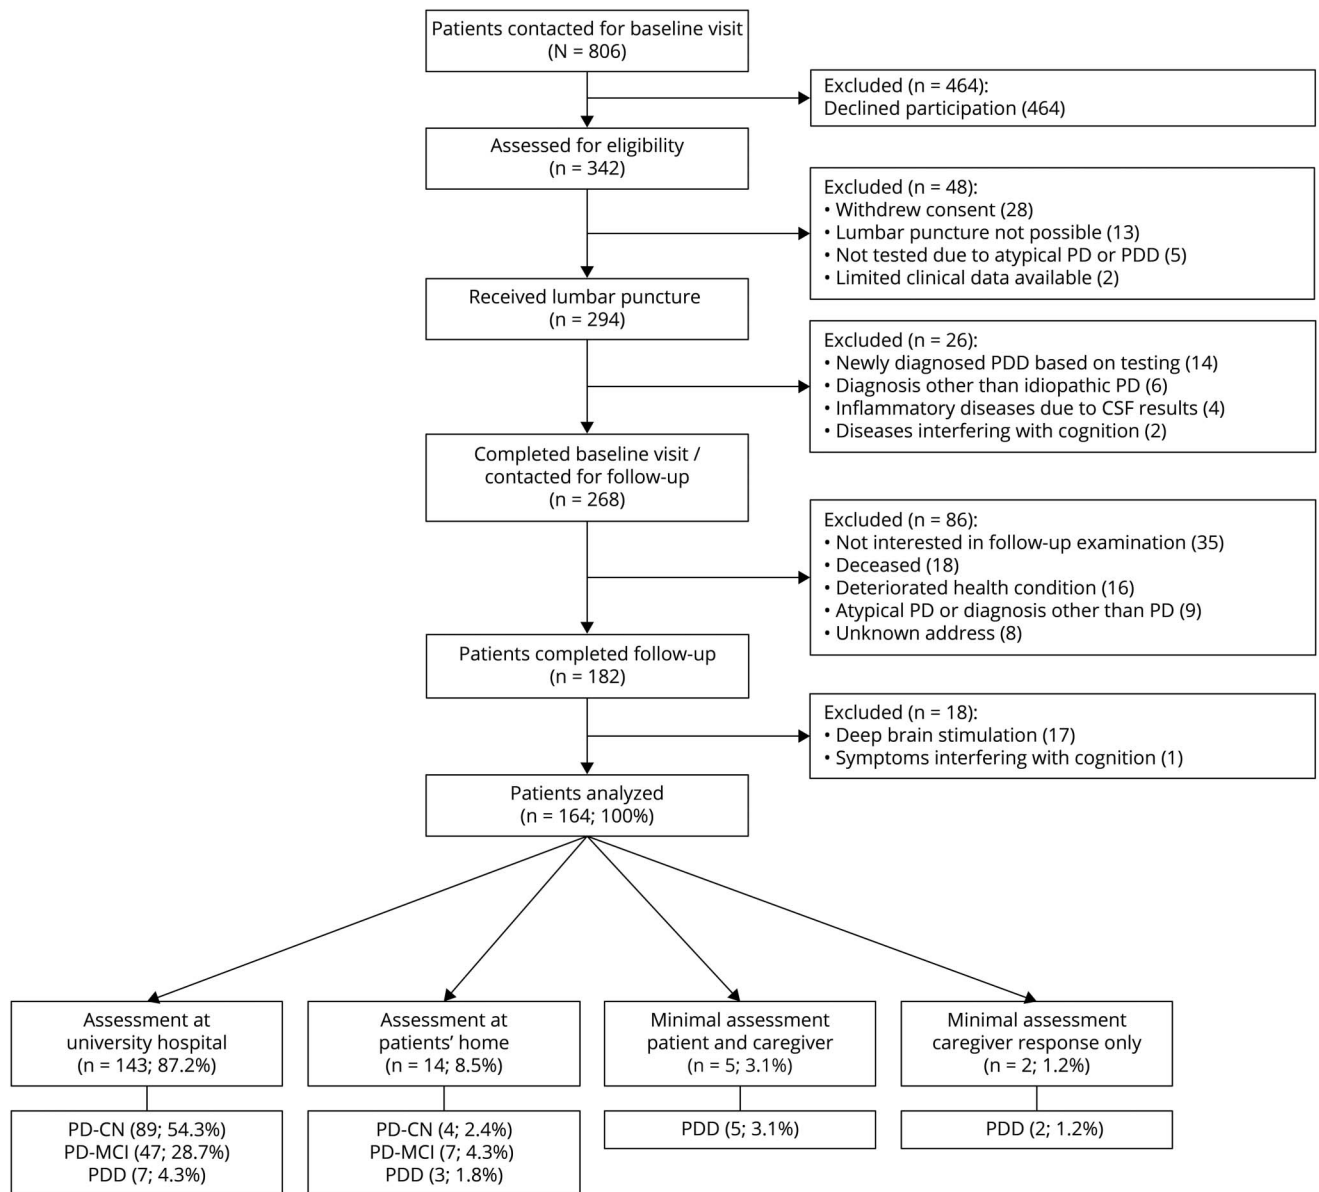 Patients contacted for baseline visit
(N = 806)
Excluded (n = 464):
Declined participation (464)
Assessed for eligibility
(n = 342)
Excluded (n = 48):
• Withdrew consent (28)
• Lumbar puncture not possible (13)
• Not tested due to atypical PD or PDD (5)
• Limited clinical data available (2)
Received lumbar puncture
(n = 294)
Excluded (n = 26):
• Newly diagnosed PDD based on testing (14)
• Diagnosis other than idiopathic PD (6)
• Inflammatory diseases due to CSF results (4)
• Diseases interfering with cognition (2)
Completed baseline visit /
contacted for follow-up
(n = 268)
Excluded (n = 86):
• Not interested in follow-up examination (35)
• Deceased (18)
• Deteriorated health condition (16)
• Atypical PD or diagnosis other than PD (9)
• Unknown address (8)
Patients completed follow-up
(n = 182)
Excluded (n = 18):
• Deep brain stimulation (17)
• Symptoms interfering with cognition (1)
Patients analyzed
(n = 164; 100%)
Assessment at
university hospital
(n = 143; 87.2%)
PD-CN (89; 54.3%)
PD-MCI (47; 28.7%)
PDD (7; 4.3%)
Assessment at
patients’ home
(n = 14; 8.5%)
PD-CN (4; 2.4%)
PD-MCI (7; 4.3%)
PDD (3; 1.8%)
Minimal assessment
patient and caregiver
(n = 5; 3.1%)
PDD (5; 3.1%)
Minimal assessment
caregiver response only
(n = 2; 1.2%)
PDD (2; 1.2%)